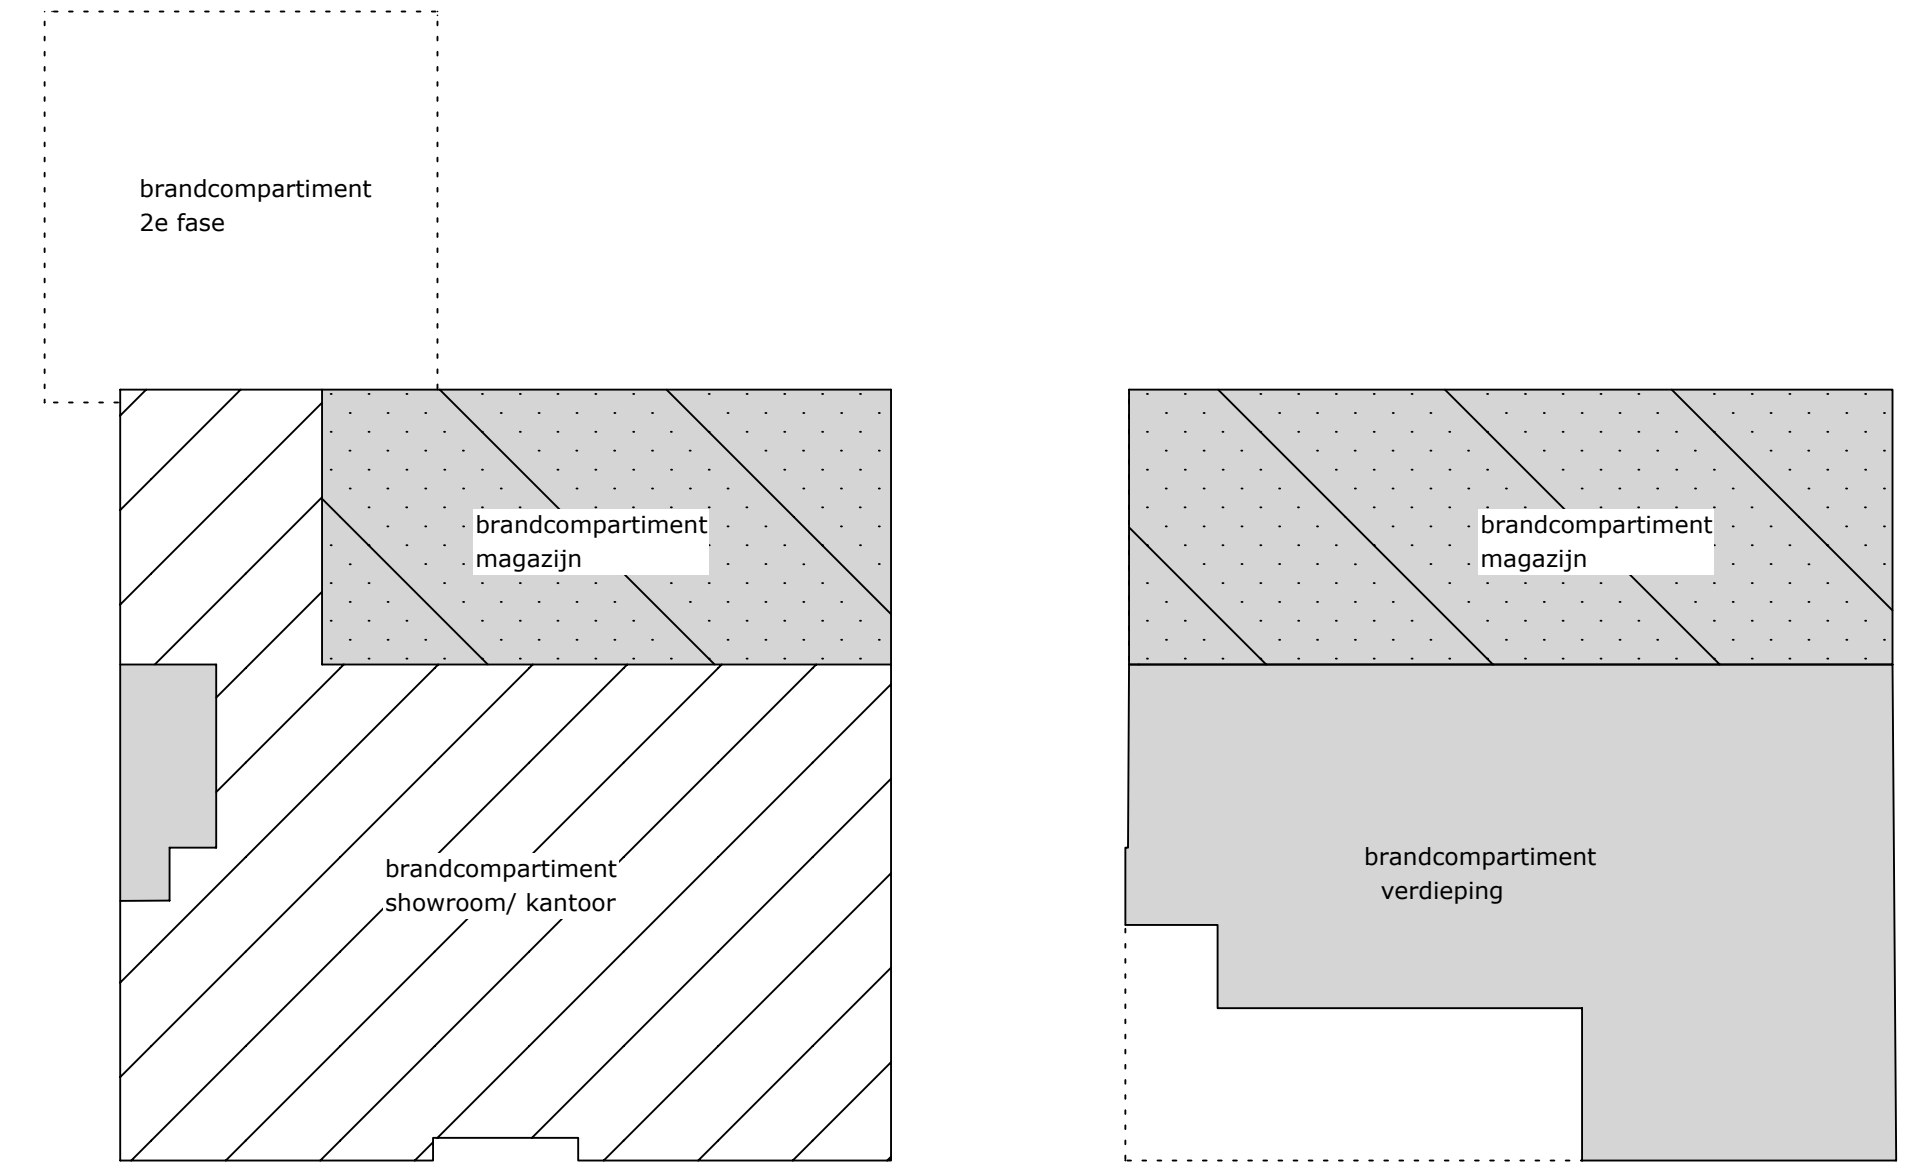 brandcompartiment
2e fase
brandcompartiment
magazijn
brandcompartiment
showroom/ kantoor
brandcompartiment
magazijn
brandcompartiment
verdieping